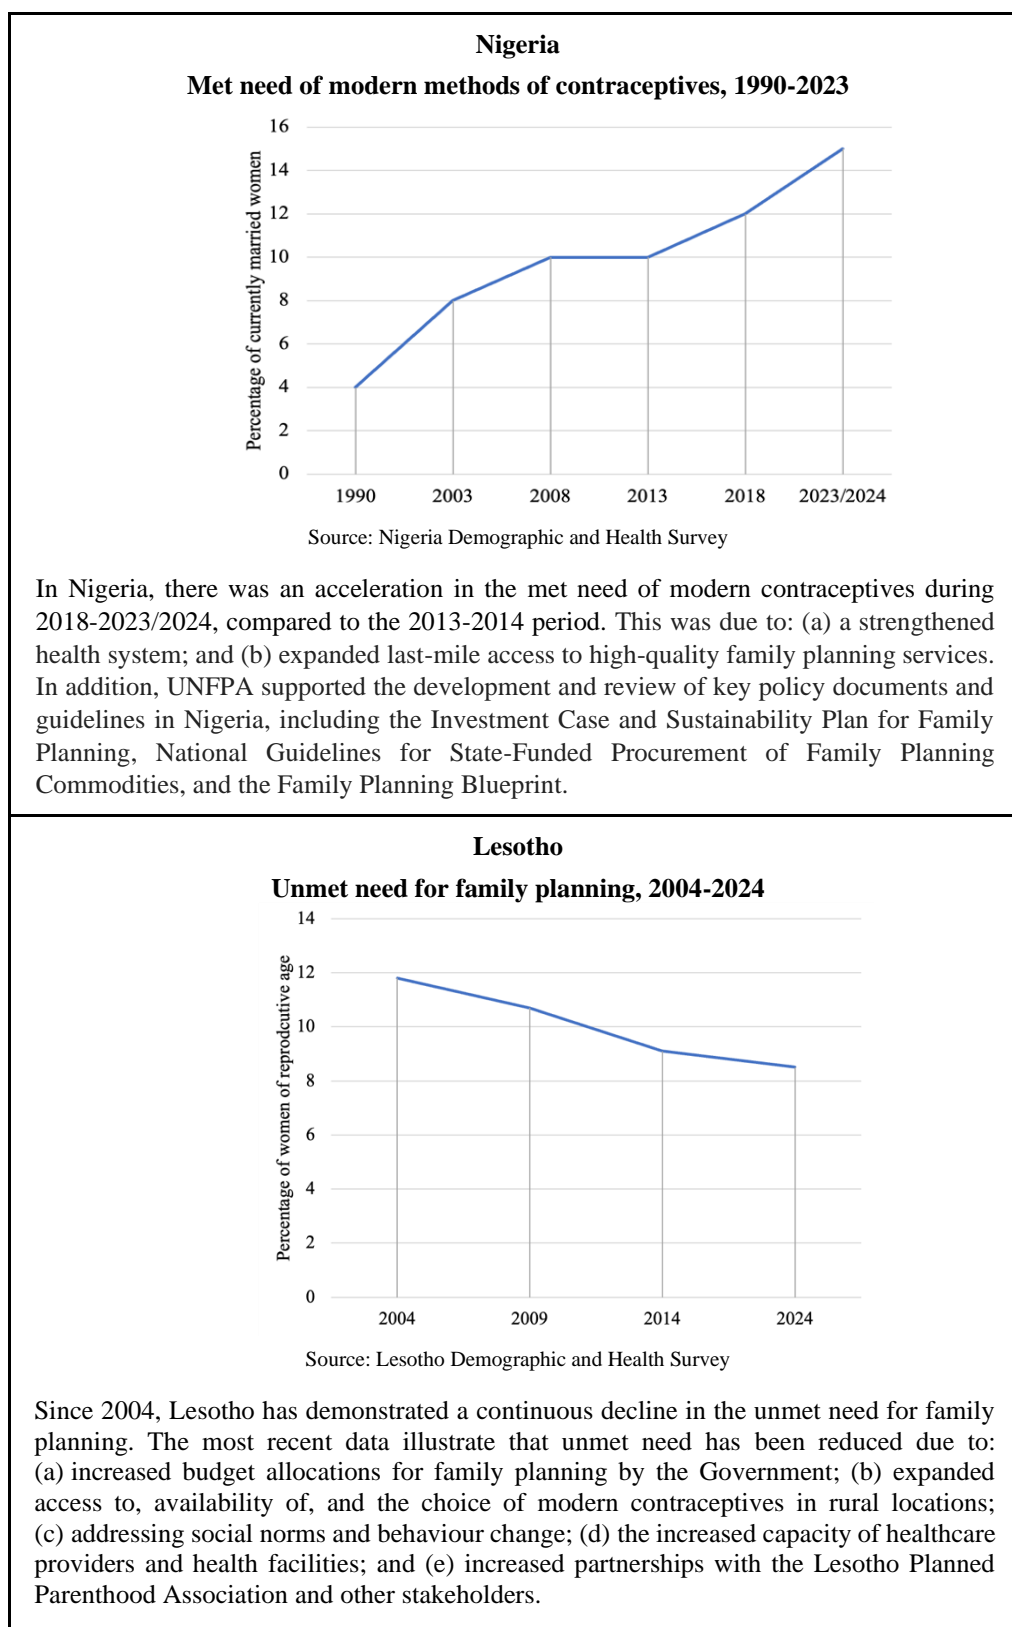 Nigeria
Met need of modern methods of contraceptives, 1990-2023
Percentage of currently married women
16
14
12
10
8
6
4
2
0
1990 2003 2008 2013 2018 2023/2024
Source: Nigeria Demographic and Health Survey
In Nigeria, there was an acceleration in the met need of modern contraceptives during
2018-2023/2024, compared to the 2013-2014 period. This was due to: (a) a strengthened
health system; and (b) expanded last-mile access to high-quality family planning services.
In addition, UNFPA supported the development and review of key policy documents and
guidelines in Nigeria, including the Investment Case and Sustainability Plan for Family
Planning, National Guidelines for State-Funded Procurement of Family Planning
Commodities, and the Family Planning Blueprint.
Lesotho
Unmet need for family planning, 2004-2024
Percentage of women of reprodcutive age
14
12
10
8
6
4
2
0
2004 2009 2014 2024
Source: Lesotho Demographic and Health Survey
Since 2004, Lesotho has demonstrated a continuous decline in the unmet need for family
planning. The most recent data illustrate that unmet need has been reduced due to:
(a) increased budget allocations for family planning by the Government; (b) expanded
access to, availability of, and the choice of modern contraceptives in rural locations;
(c) addressing social norms and behaviour change; (d) the increased capacity of healthcare
providers and health facilities; and (e) increased partnerships with the Lesotho Planned
Parenthood Association and other stakeholders.